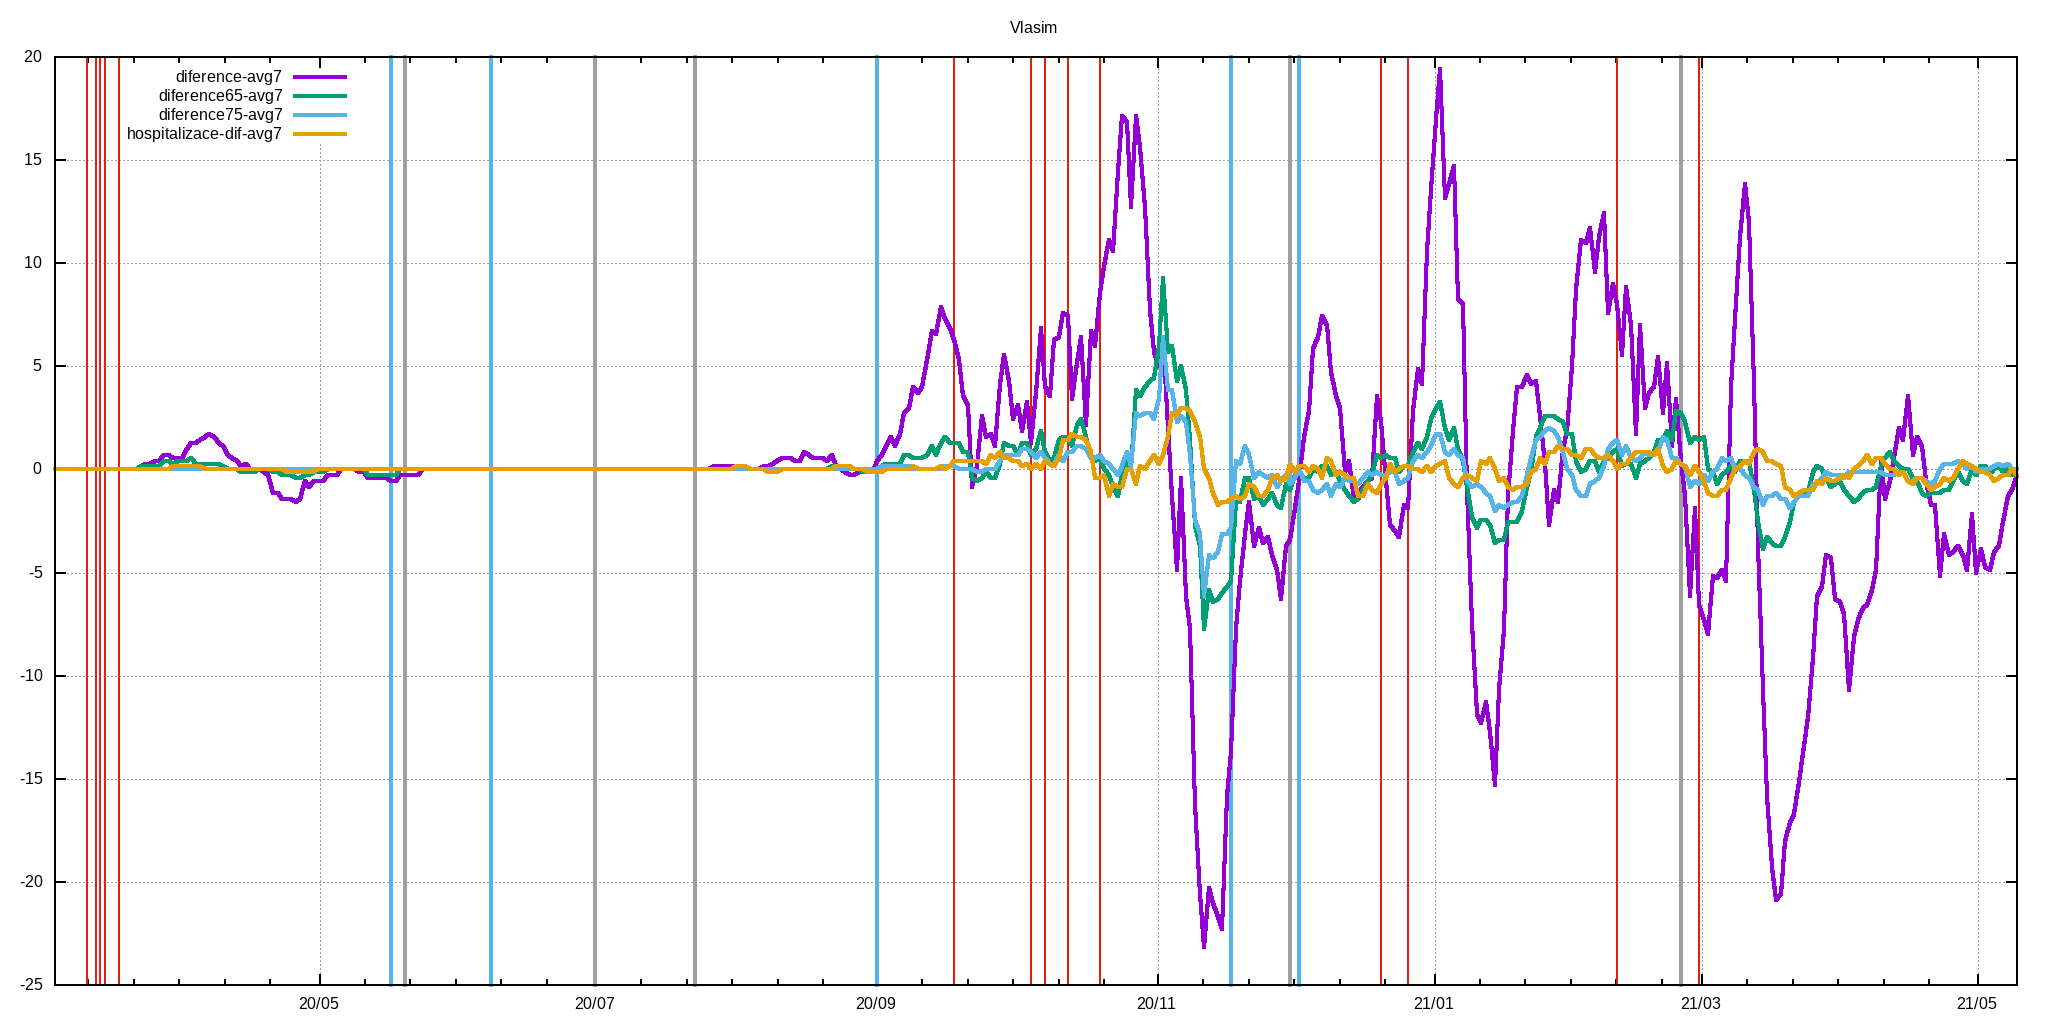 Vlasim
diference-avg7
diference65-avg7
diference75-avg7
hospitalizace-dif-avg7
20
15
10
5
0
-5
-10
-15
-20
-25
20/05 20/07 20/09 20/11 21/01 21/03 21/05